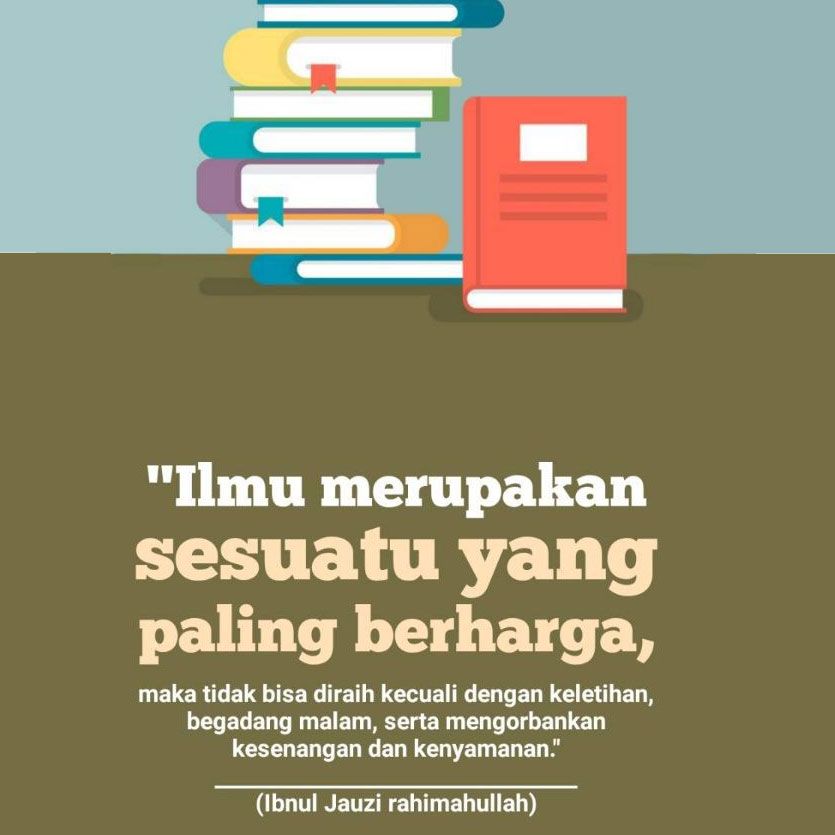 "Ilmu merupakan
sesuatu yang
paling berharga,
maka tidak bisa diraih kecuali dengan keletihan,
begadang malam, serta mengorbankan
kesenangan dan kenyamanan."
(Ibnul Jauzi rahimahullah)